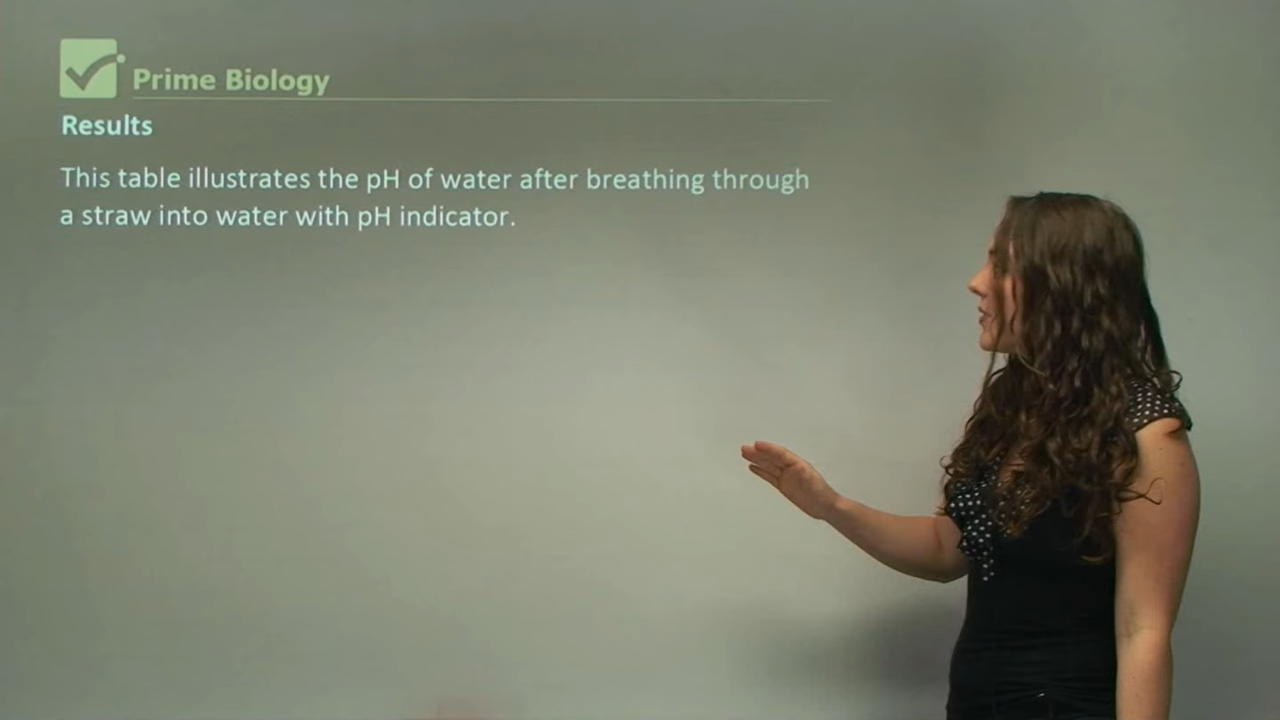 Prime Biology
Results
This table illustrates the pH of water after breathing through
a straw into water with pH indicator.